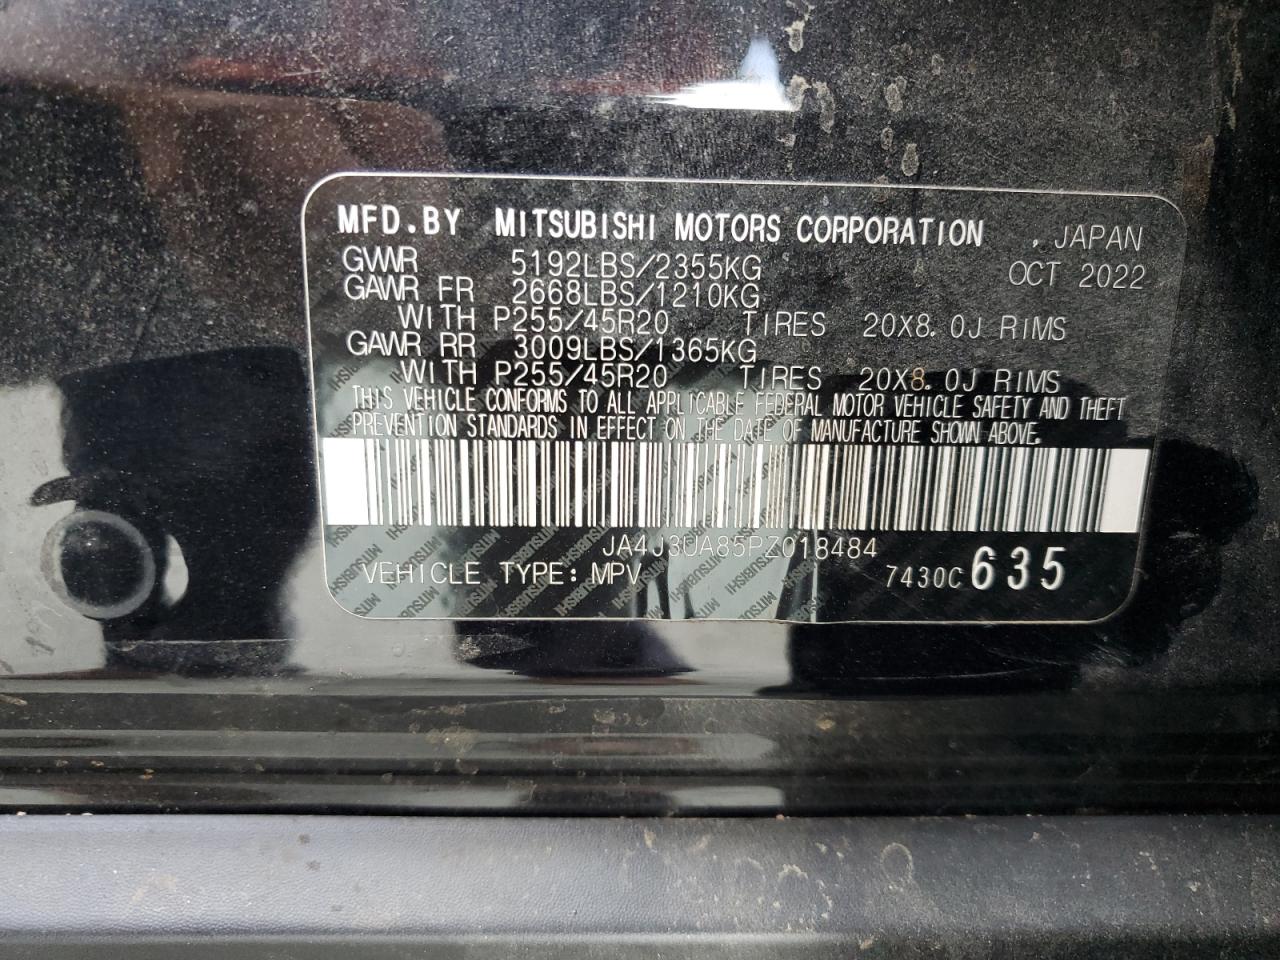 MFD.BY MITSUBISHI MOTORS CORPORATION , JAPAN
GVWR 5192LBS/2355KG OCT 2022
GAWR FR 2668LBS/1210KG
WITH P255/45R20 TIRES 20X8.0J RIMS
GAWR RR 3009LBS/1365KG
WITH P255/45R20 TIRES 20X8.0J RIMS
THIS VEHICLE CONFORMS TO ALL APPLICABLE FEDERAL MOTOR VEHICLE SAFETY AND THEFT
PREVENTION STANDARDS IN EFFECT ON THE DATE OF MANUFACTURE SHOWN ABOVE.
JA4J3UA85PZ018484
VEHICLE TYPE: MPV 7430C 635